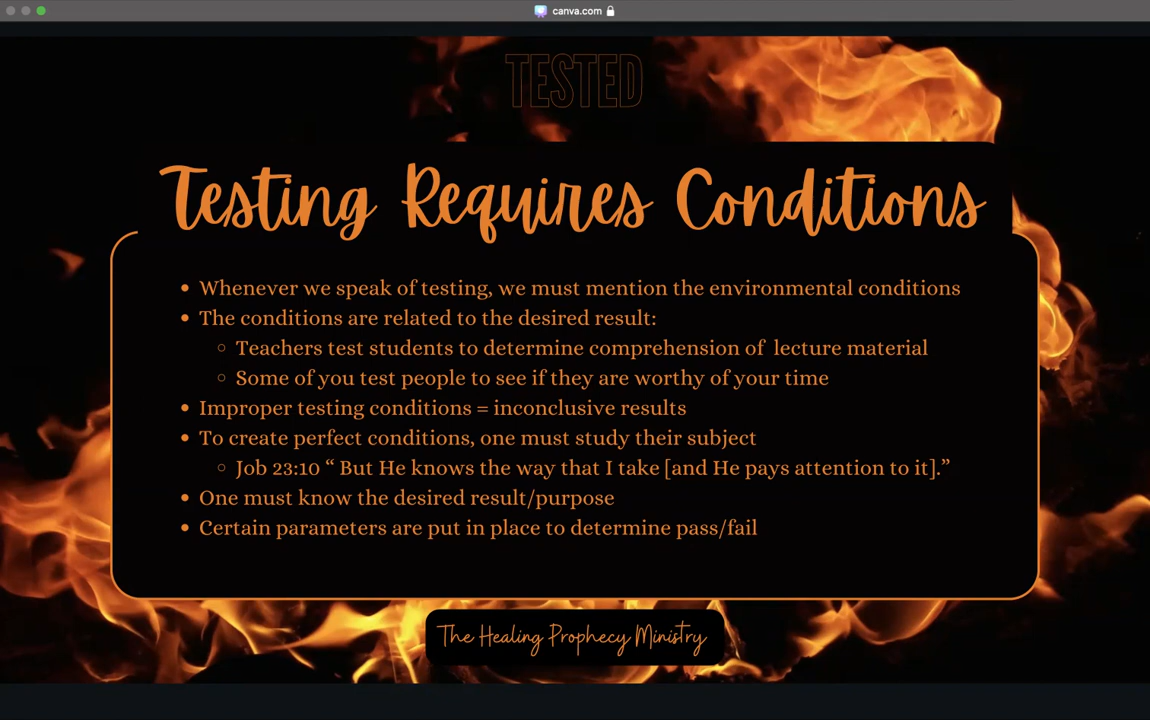 canva.com
TESTED
Testing Requires Conditions
• Whenever we speak of testing, we must mention the environmental conditions
• The conditions are related to the desired result:
○ Teachers test students to determine comprehension of  lecture material
○ Some of you test people to see if they are worthy of your time
• Improper testing conditions = inconclusive results
• To create perfect conditions, one must study their subject
○ Job 23:10 “ But He knows the way that I take [and He pays attention to it].”
• One must know the desired result/purpose
• Certain parameters are put in place to determine pass/fail
The Healing Prophecy Ministry